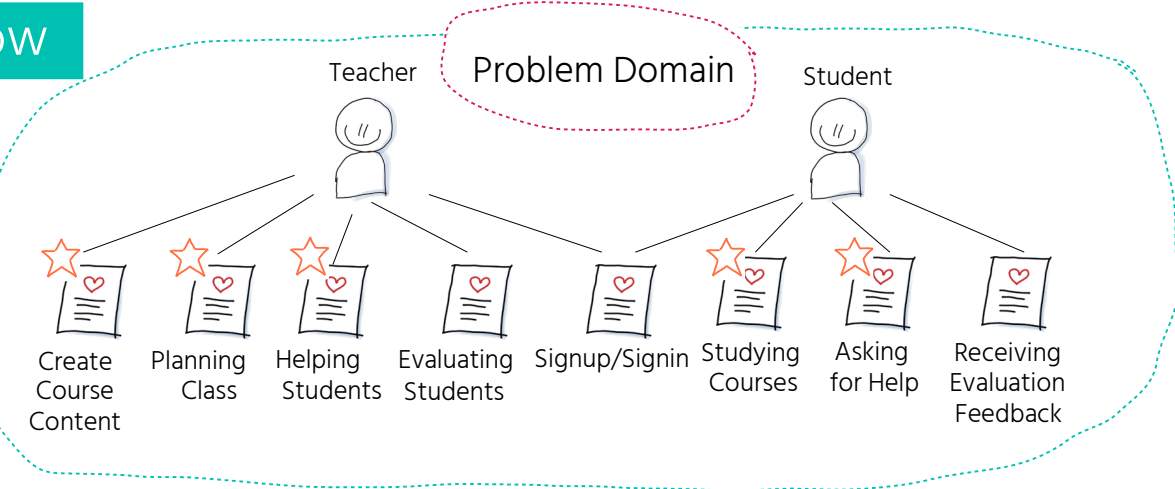 OW
Teacher
Problem Domain
Student
Create
Course
Content
Planning
Class
Helping
Students
Evaluating
Students
Signup/Signin
Studying
Courses
Asking
for Help
Receiving
Evaluation
Feedback